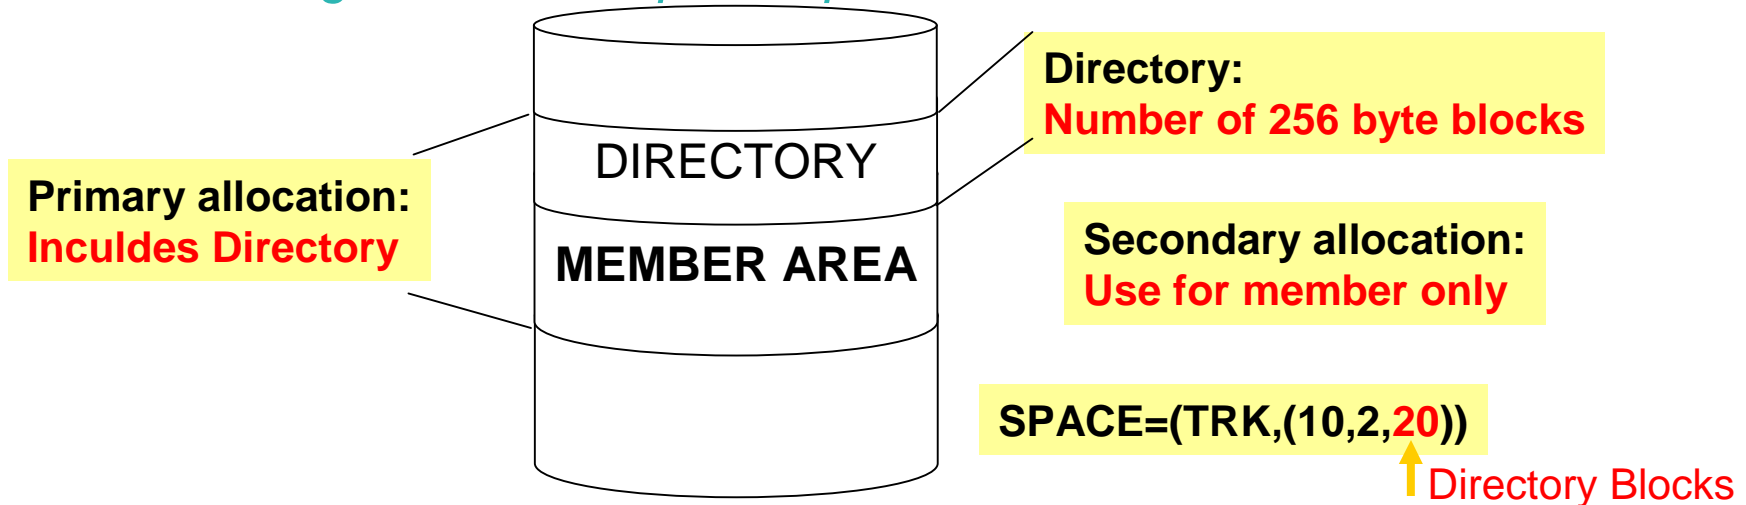 Directory:
Number of 256 byte blocks
DIRECTORY
Primary allocation:
Inculdes Directory
MEMBER AREA
Secondary allocation:
Use for member only
SPACE=(TRK,(10,2,20))
Directory Blocks